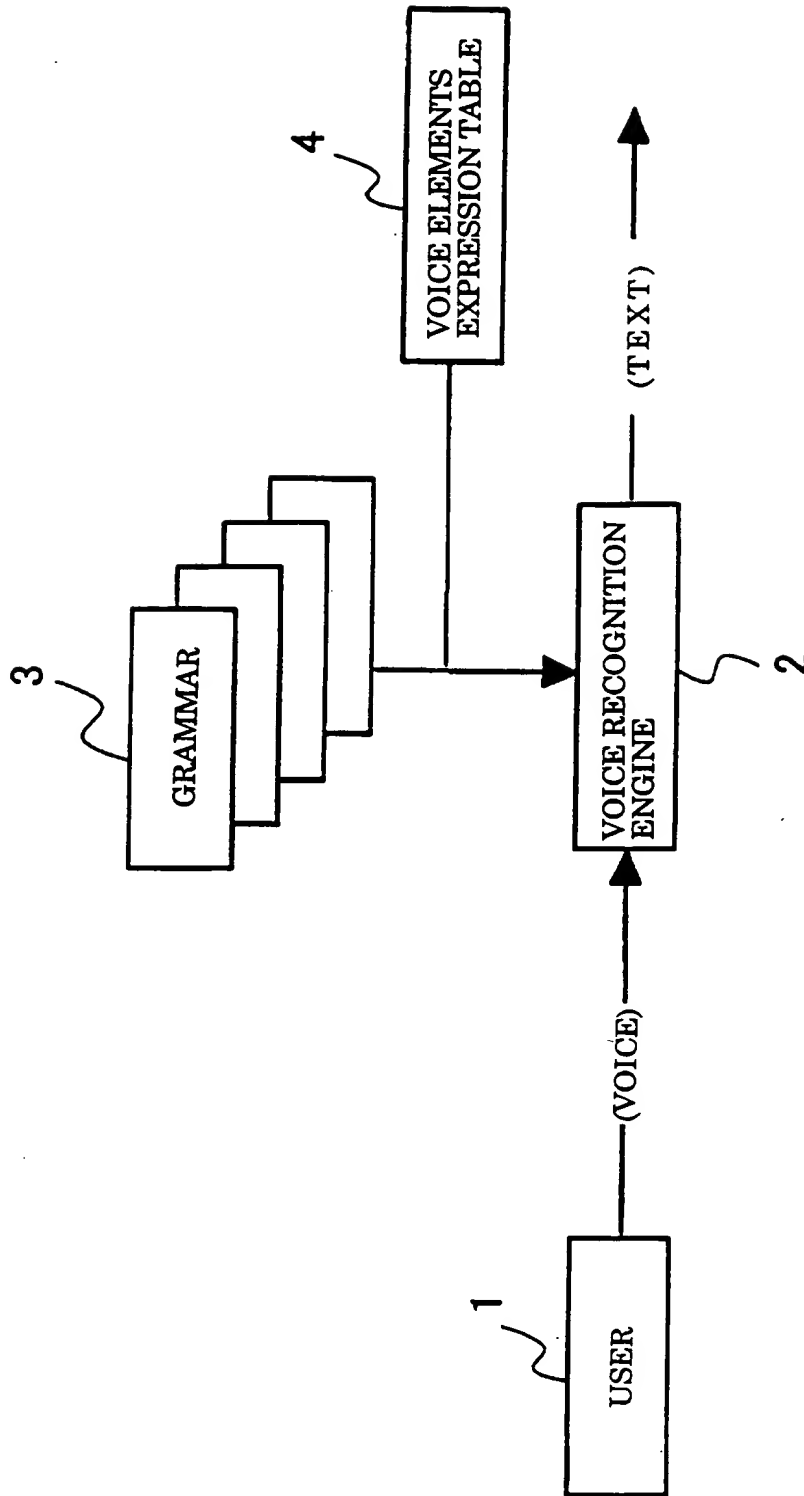 3
GRAMMAR
4
VOICE ELEMENTS
EXPRESSION TABLE
1
USER
(VOICE)
VOICE RECOGNITION
ENGINE
2
(TEXT)